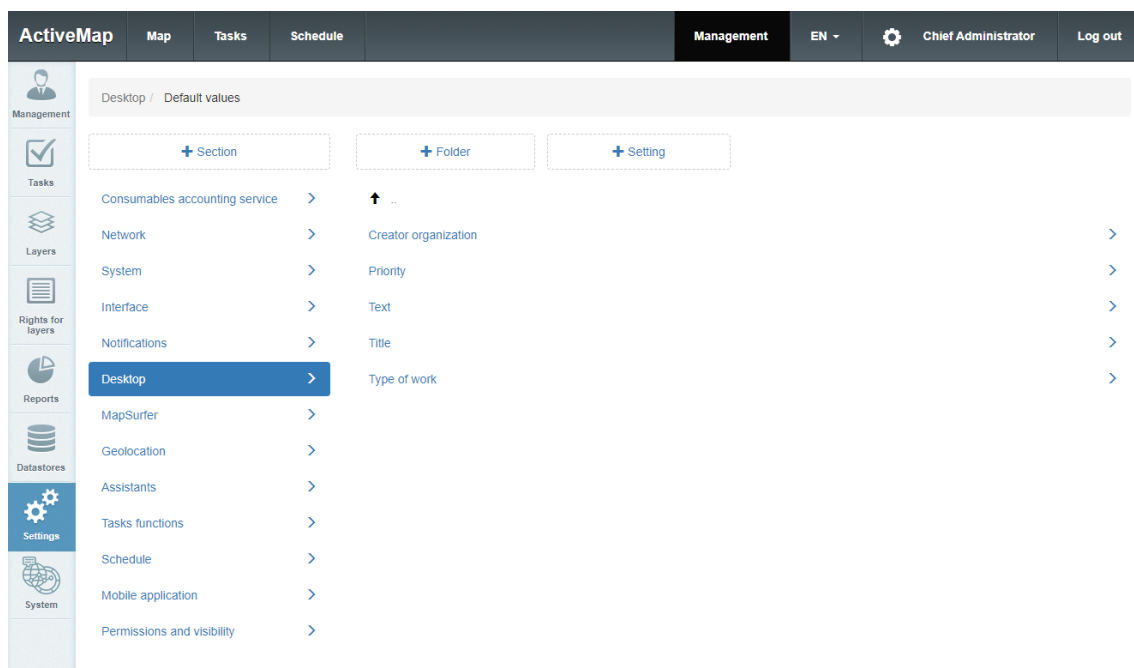 ActiveMap Map Tasks Schedule Management EN Chief Administrator Log out
Management
Tasks
Layers
Rights for
layers
Reports
Datastores
Settings
System
Desktop / Default values
+ Section
+ Folder
+ Setting
Consumables accounting service
Network
System
Interface
Notifications
Desktop
MapSurfer
Geolocation
Assistants
Tasks functions
Schedule
Mobile application
Permissions and visibility
..
Creator organization
Priority
Text
Title
Type of work